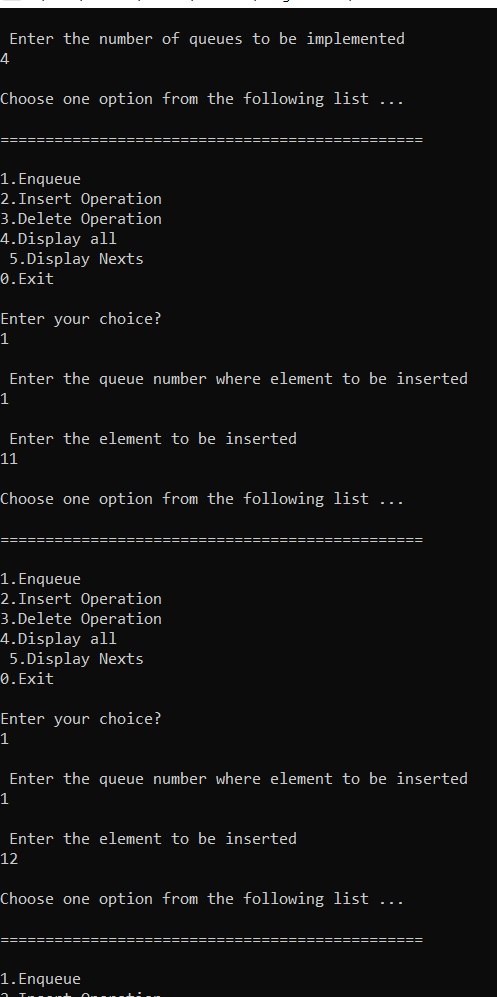 Enter the number of queues to be implemented
4
Choose one option from the following list ...
===============================================
1.Enqueue
2.Insert Operation
3.Delete Operation
4.Display all
5.Display Nexts
0.Exit
Enter your choice?
1
Enter the queue number where element to be inserted
1
Enter the element to be inserted
11
Choose one option from the following list ...
===============================================
1.Enqueue
2.Insert Operation
3.Delete Operation
4.Display all
5.Display Nexts
0.Exit
Enter your choice?
1
Enter the queue number where element to be inserted
1
Enter the element to be inserted
12
Choose one option from the following list ...
===============================================
1.Enqueue
2.Insert Operation